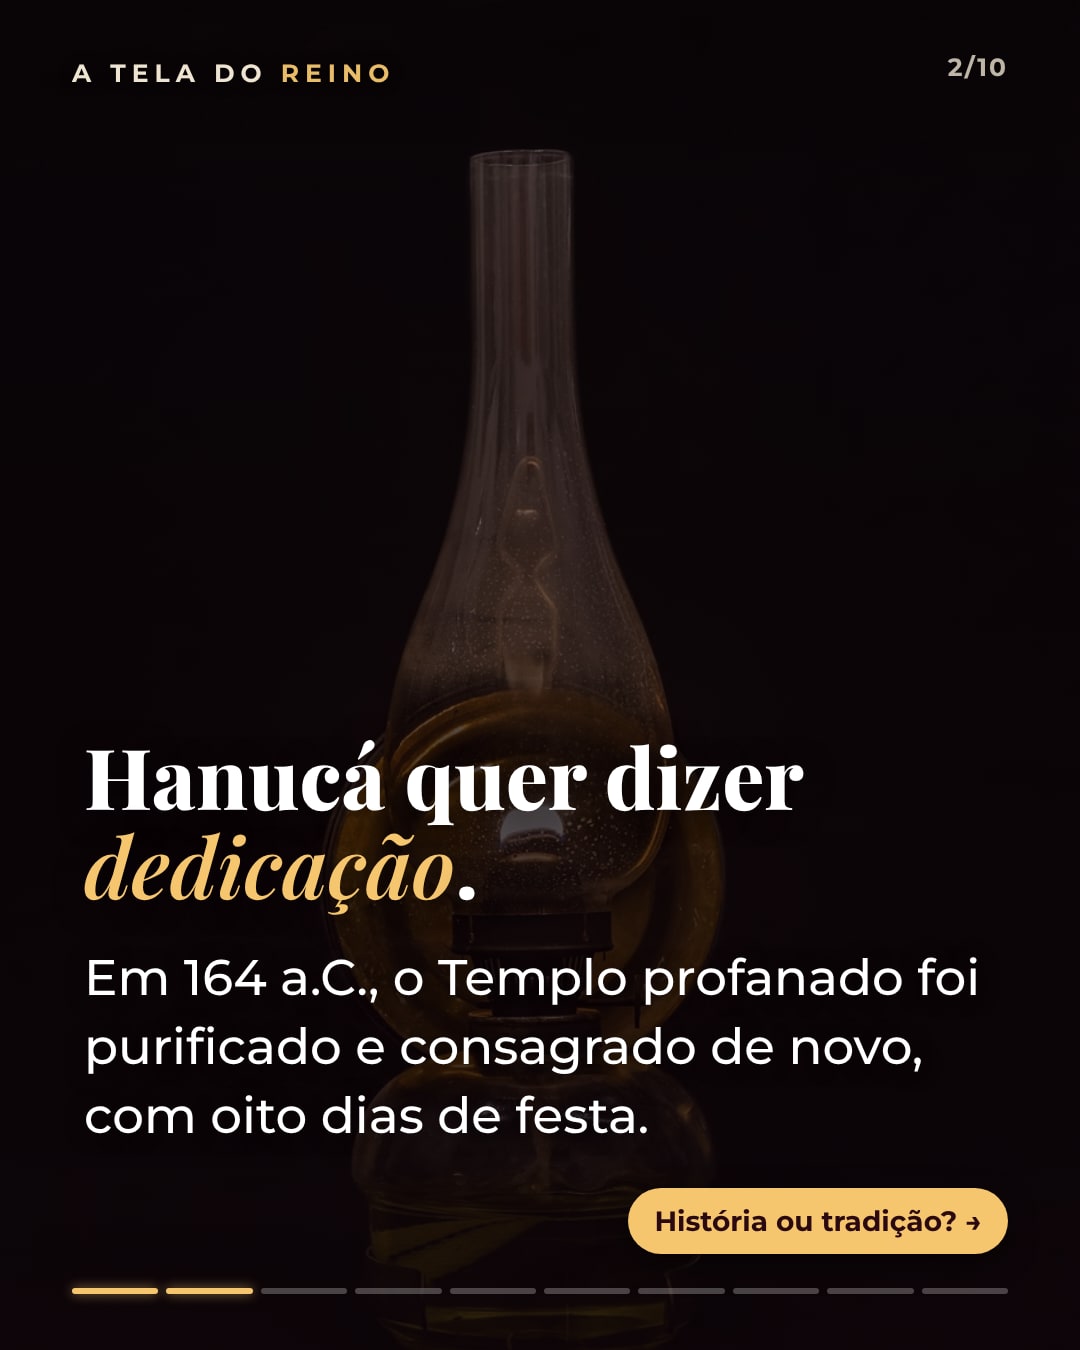 A TELA DO REINO
2/10
Hanucá quer dizer
dedicação.
Em 164 a.C., o Templo profanado foi
purificado e consagrado de novo,
com oito dias de festa.
História ou tradição? →